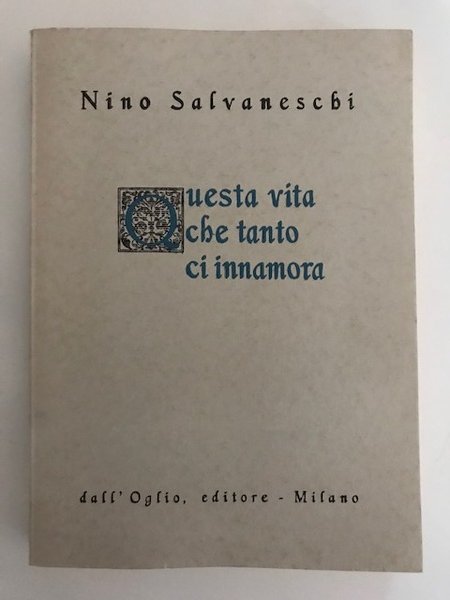 Nino Salvaneschi
Questa vita
che tanto
ci innamora
dall'Oglio, editore - Milano